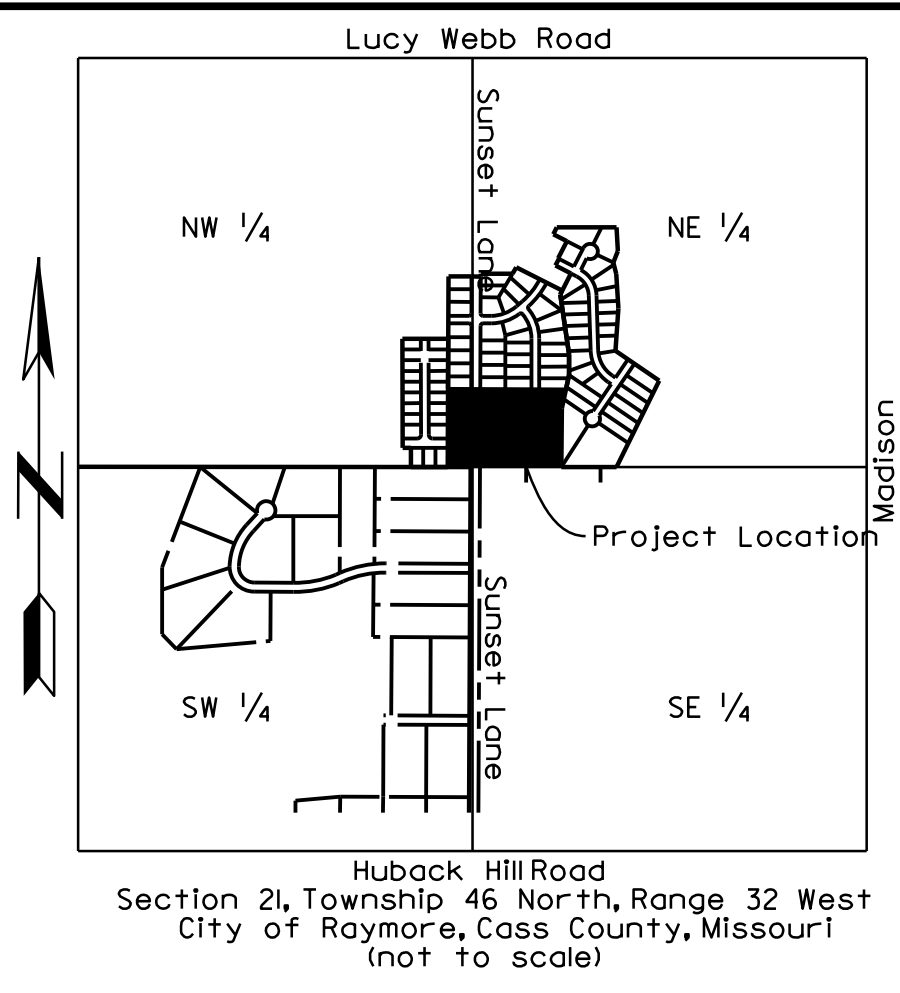 Lucy Webb Road
Sunset Lane
NW 1/4
NE 1/4
N
Madison
Project Location
Sunset Lane
SW 1/4
SE 1/4
Huback Hill Road
Section 21, Township 46 North, Range 32 West
City of Raymore, Cass County, Missouri
(not to scale)